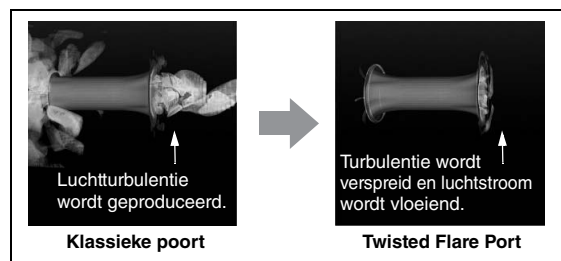 Luchtturbulentie
wordt geproduceerd.
Klassieke poort
Turbulentie wordt
verspreid en luchtstroom
wordt vloeiend.
Twisted Flare Port